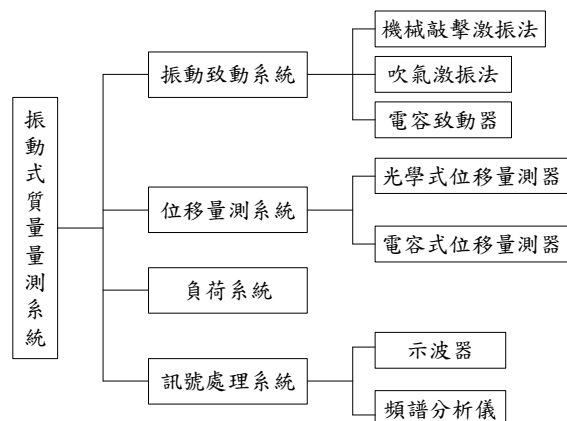 振動式質量量測系統
振動致動系統
機械敲擊激振法
吹氣激振法
電容致動器
位移量測系統
光學式位移量測器
電容式位移量測器
負荷系統
訊號處理系統
示波器
頻譜分析儀